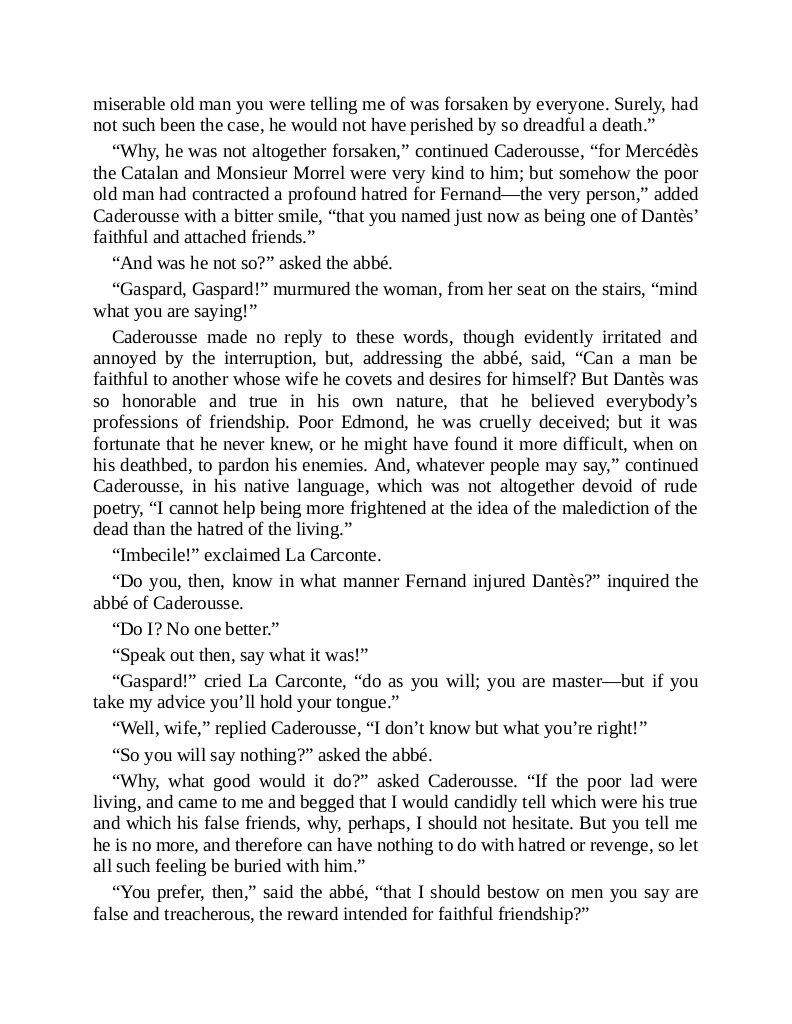 miserable old man you were telling me of was forsaken by everyone. Surely, had
not such been the case, he would not have perished by so dreadful a death.”
“Why, he was not altogether forsaken,” continued Caderousse, “for Mercédès
the Catalan and Monsieur Morrel were very kind to him; but somehow the poor
old man had contracted a profound hatred for Fernand—the very person,” added
Caderousse with a bitter smile, “that you named just now as being one of Dantès’
faithful and attached friends.”
“And was he not so?” asked the abbé.
“Gaspard, Gaspard!” murmured the woman, from her seat on the stairs, “mind
what you are saying!”
Caderousse made no reply to these words, though evidently irritated and
annoyed by the interruption, but, addressing the abbé, said, “Can a man be
faithful to another whose wife he covets and desires for himself? But Dantès was
so honorable and true in his own nature, that he believed everybody’s
professions of friendship. Poor Edmond, he was cruelly deceived; but it was
fortunate that he never knew, or he might have found it more difficult, when on
his deathbed, to pardon his enemies. And, whatever people may say,” continued
Caderousse, in his native language, which was not altogether devoid of rude
poetry, “I cannot help being more frightened at the idea of the malediction of the
dead than the hatred of the living.”
“Imbecile!” exclaimed La Carconte.
“Do you, then, know in what manner Fernand injured Dantès?” inquired the
abbé of Caderousse.
“Do I? No one better.”
“Speak out then, say what it was!”
“Gaspard!” cried La Carconte, “do as you will; you are master—but if you
take my advice you’ll hold your tongue.”
“Well, wife,” replied Caderousse, “I don’t know but what you’re right!”
“So you will say nothing?” asked the abbé.
“Why, what good would it do?” asked Caderousse. “If the poor lad were
living, and came to me and begged that I would candidly tell which were his true
and which his false friends, why, perhaps, I should not hesitate. But you tell me
he is no more, and therefore can have nothing to do with hatred or revenge, so let
all such feeling be buried with him.”
“You prefer, then,” said the abbé, “that I should bestow on men you say are
false and treacherous, the reward intended for faithful friendship?”